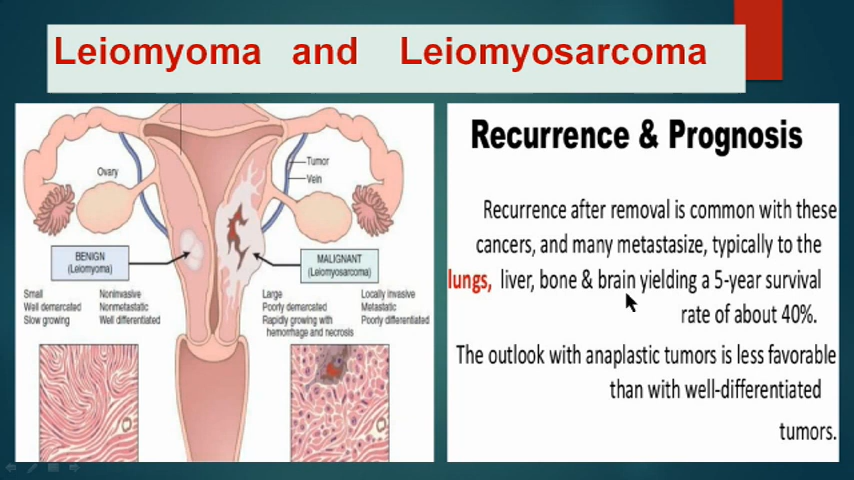 Leiomyoma and Leiomyosarcoma
Ovary
Tumor
Vein
BENIGN
(Leiomyoma)
MALIGNANT
(Leiomyosarcoma)
Small
Well demarcated
Slow growing
Noninvasive
Nonmetastatic
Well differentiated
Large
Poorly demarcated
Rapidly growing with
hemorrhage and necrosis
Locally invasive
Metastatic
Poorly differentiated
Recurrence & Prognosis
Recurrence after removal is common with these
cancers, and many metastasize, typically to the
lungs, liver, bone & brain yielding a 5-year survival
rate of about 40%.
The outlook with anaplastic tumors is less favorable
than with well-differentiated
tumors.